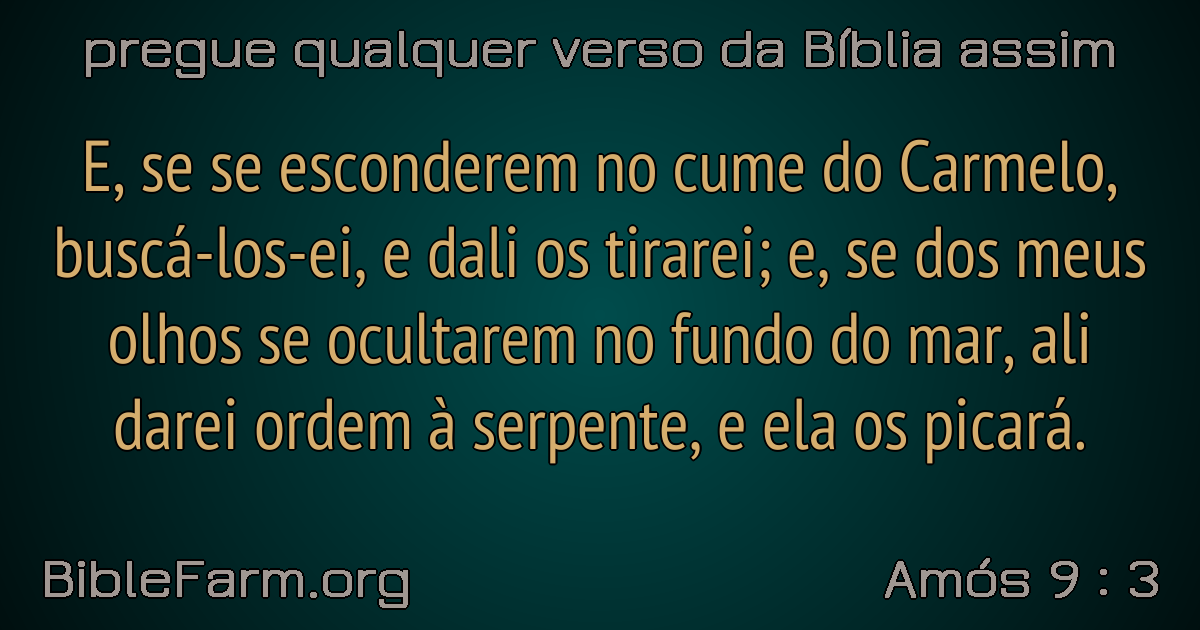 pregue qualquer verso da Bíblia assim
E, se se esconderem no cume do Carmelo,
buscá-los-ei, e dali os tirarei; e, se dos meus
olhos se ocultarem no fundo do mar, ali
darei ordem à serpente, e ela os picará.
BibleFarm.org
Amós 9 : 3